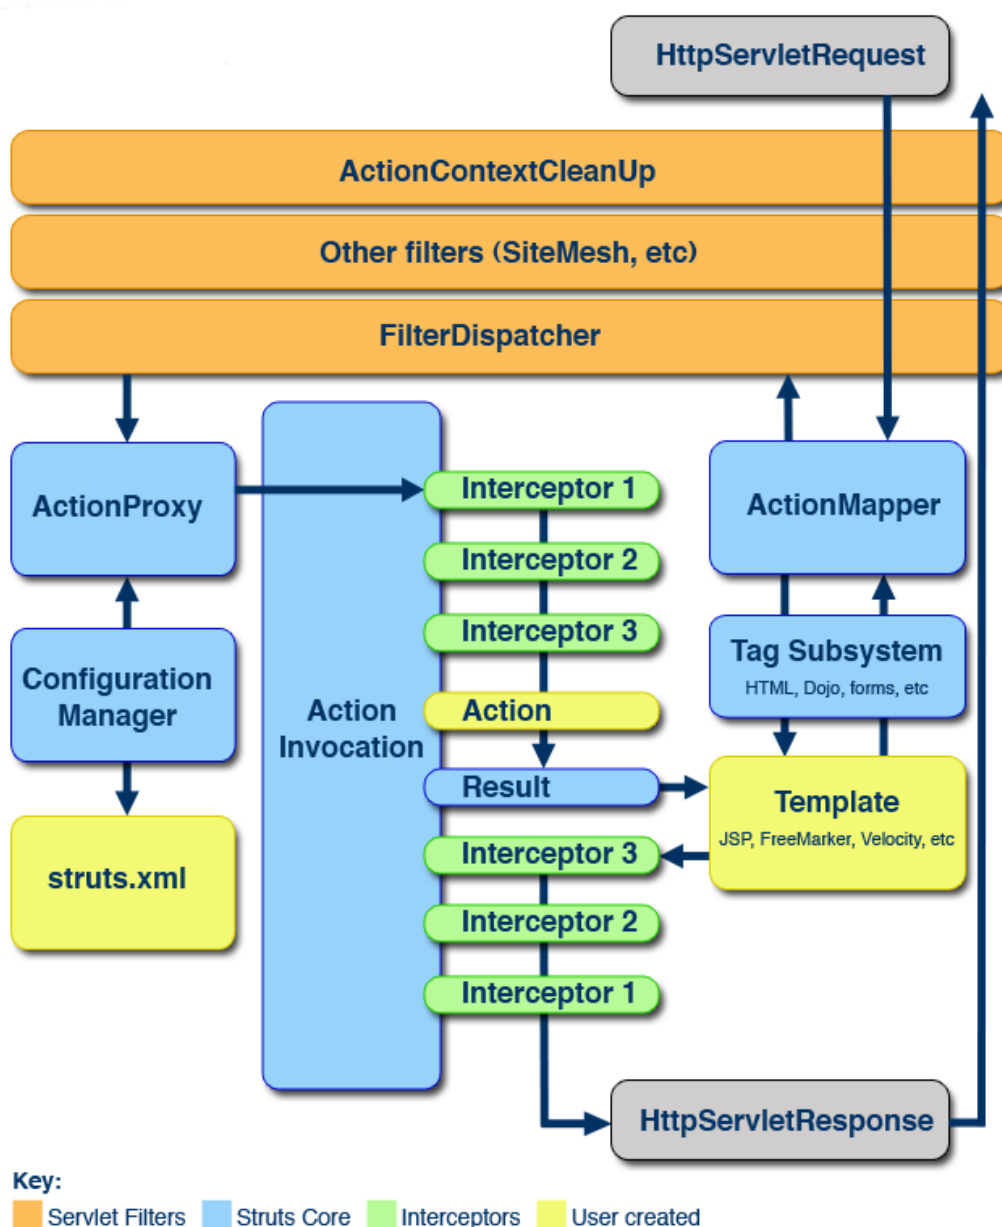 HttpServletRequest
ActionContextCleanUp
Other filters (SiteMesh, etc)
FilterDispatcher
ActionProxy
Interceptor 1
ActionMapper
Interceptor 2
Interceptor 3
Tag Subsystem
HTML, Dojo, forms, etc
Configuration
Manager
Action
Invocation
Action
Result
Template
JSP, FreeMarker, Velocity, etc
struts.xml
Interceptor 3
Interceptor 2
Interceptor 1
HttpServletResponse
Key:
Servlet Filters
Struts Core
Interceptors
User created